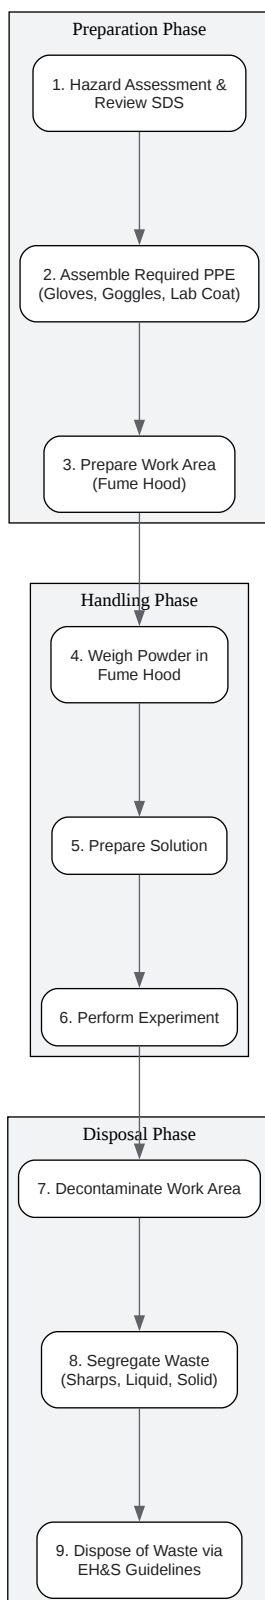 Preparation Phase
1. Hazard Assessment &
Review SDS
2. Assemble Required PPE
(Gloves, Goggles, Lab Coat)
3. Prepare Work Area
(Fume Hood)
Handling Phase
4. Weigh Powder in
Fume Hood
5. Prepare Solution
6. Perform Experiment
Disposal Phase
7. Decontaminate Work Area
8. Segregate Waste
(Sharps, Liquid, Solid)
9. Dispose of Waste via
EH&S Guidelines